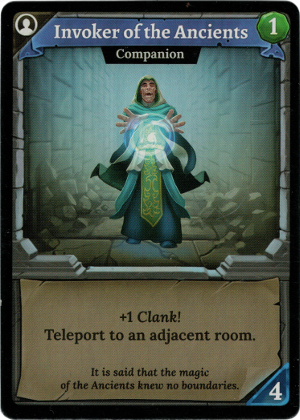 Invoker of the Ancients
1
Companion
+1 Clank!
Teleport to an adjacent room.
It is said that the magic
of the Ancients knew no boundaries.
4